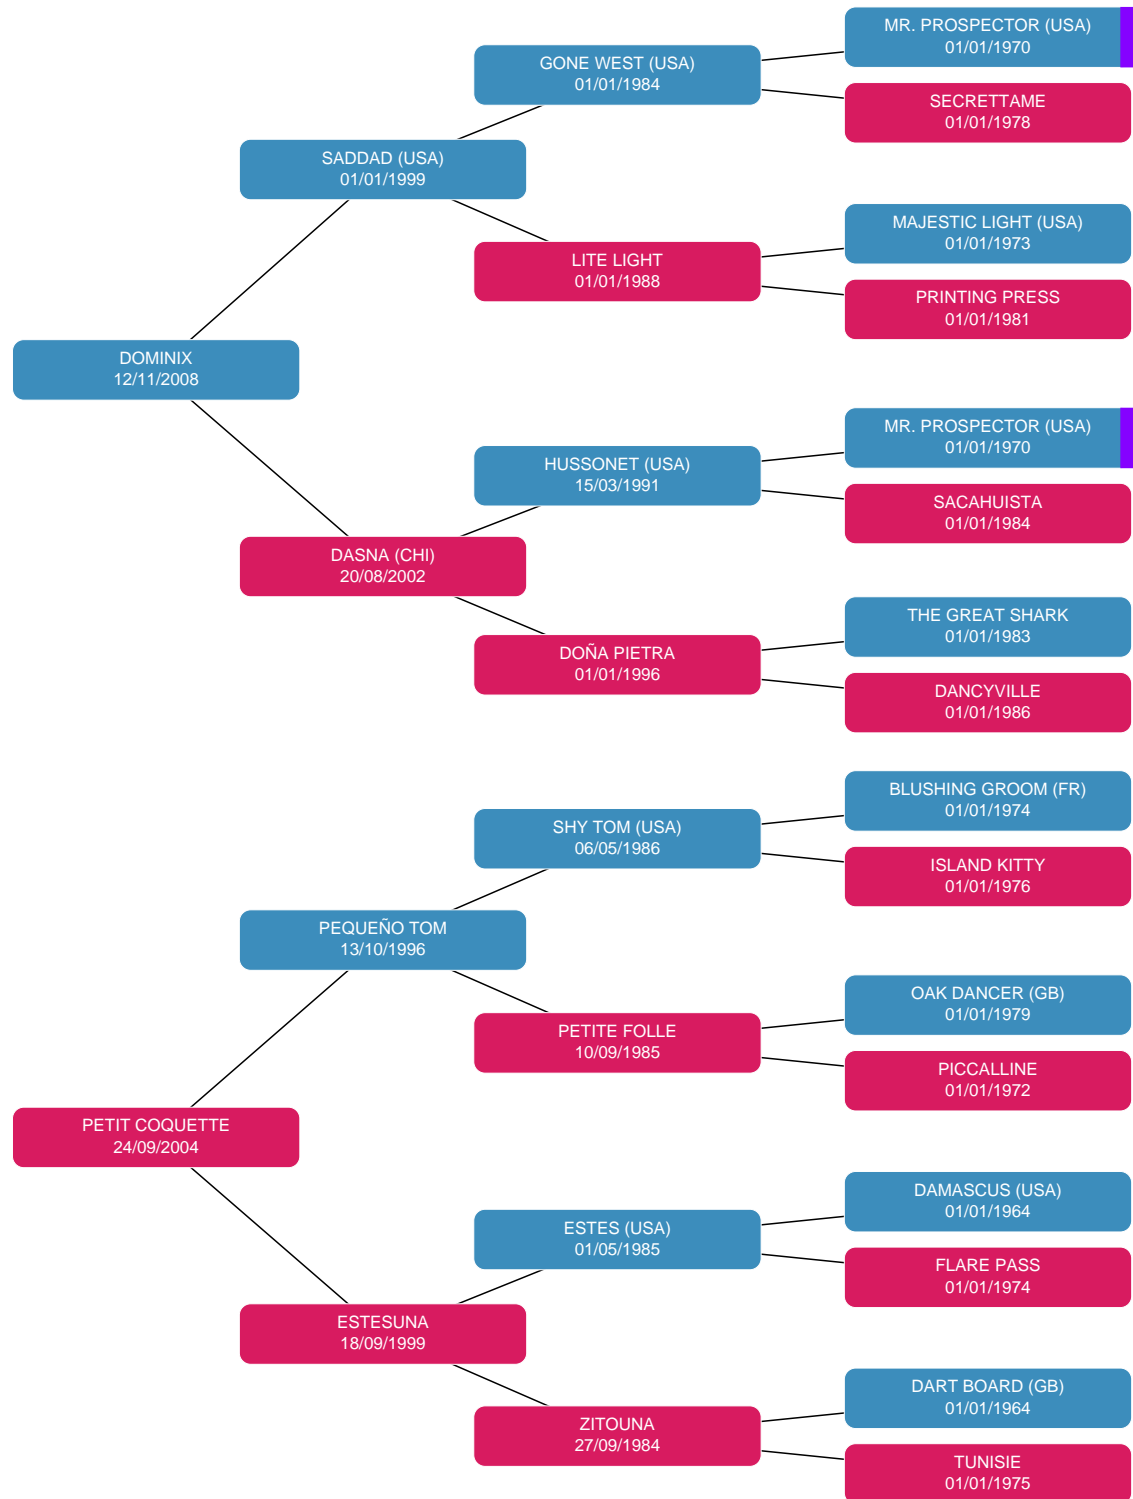 MR. PROSPECTOR (USA)
01/01/1970
GONE WEST (USA)
01/01/1984
SECRETTAME
01/01/1978
SADDAD (USA)
01/01/1999
MAJESTIC LIGHT (USA)
01/01/1973
LITE LIGHT
01/01/1988
PRINTING PRESS
01/01/1981
DOMINIX
12/11/2008
MR. PROSPECTOR (USA)
01/01/1970
HUSSONET (USA)
15/03/1991
SACAHUISTA
01/01/1984
DASNA (CHI)
20/08/2002
THE GREAT SHARK
01/01/1983
DOÑA PIETRA
01/01/1996
DANCYVILLE
01/01/1986
BLUSHING GROOM (FR)
01/01/1974
SHY TOM (USA)
06/05/1986
ISLAND KITTY
01/01/1976
PEQUEÑO TOM
13/10/1996
OAK DANCER (GB)
01/01/1979
PETITE FOLLE
10/09/1985
PICCALLINE
01/01/1972
PETIT COQUETTE
24/09/2004
DAMASCUS (USA)
01/01/1964
ESTES (USA)
01/05/1985
FLARE PASS
01/01/1974
ESTESUNA
18/09/1999
DART BOARD (GB)
01/01/1964
ZITOUNA
27/09/1984
TUNISIE
01/01/1975